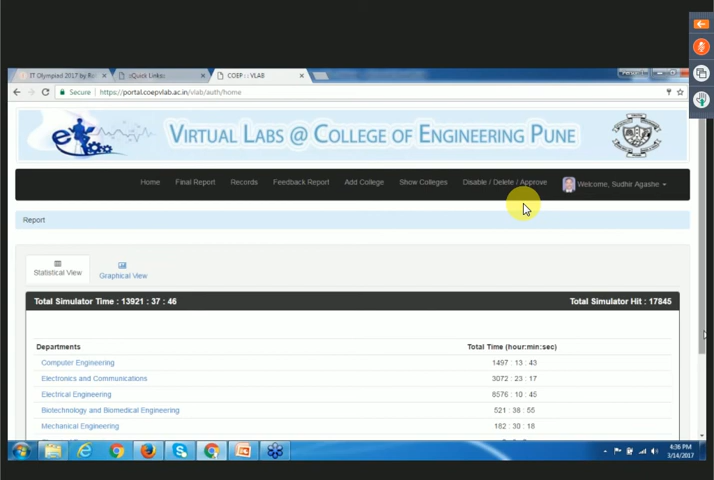 IT Olympiad 2017 by Ro
Quick Links
COEP :: VLAB
Secure
https://portal.coepvlab.ac.in/vlab/auth/home
VIRTUAL LABS @ COLLEGE OF ENGINEERING PUNE
Home
Final Report
Records
Feedback Report
Add College
Show Colleges
Disable / Delete / Approve
Welcome, Sudhir Agashe
Report
Statistical View
Graphical View
Total Simulator Time : 13921 : 37 : 46
Total Simulator Hit : 17845
Departments
Total Time (hour:min:sec)
Computer Engineering
1497 : 13 : 43
Electronics and Communications
3072 : 23 : 17
Electrical Engineering
8576 : 10 : 45
Biotechnology and Biomedical Engineering
521 : 38 : 55
Mechanical Engineering
182 : 30 : 18
4:36 PM
3/14/2017